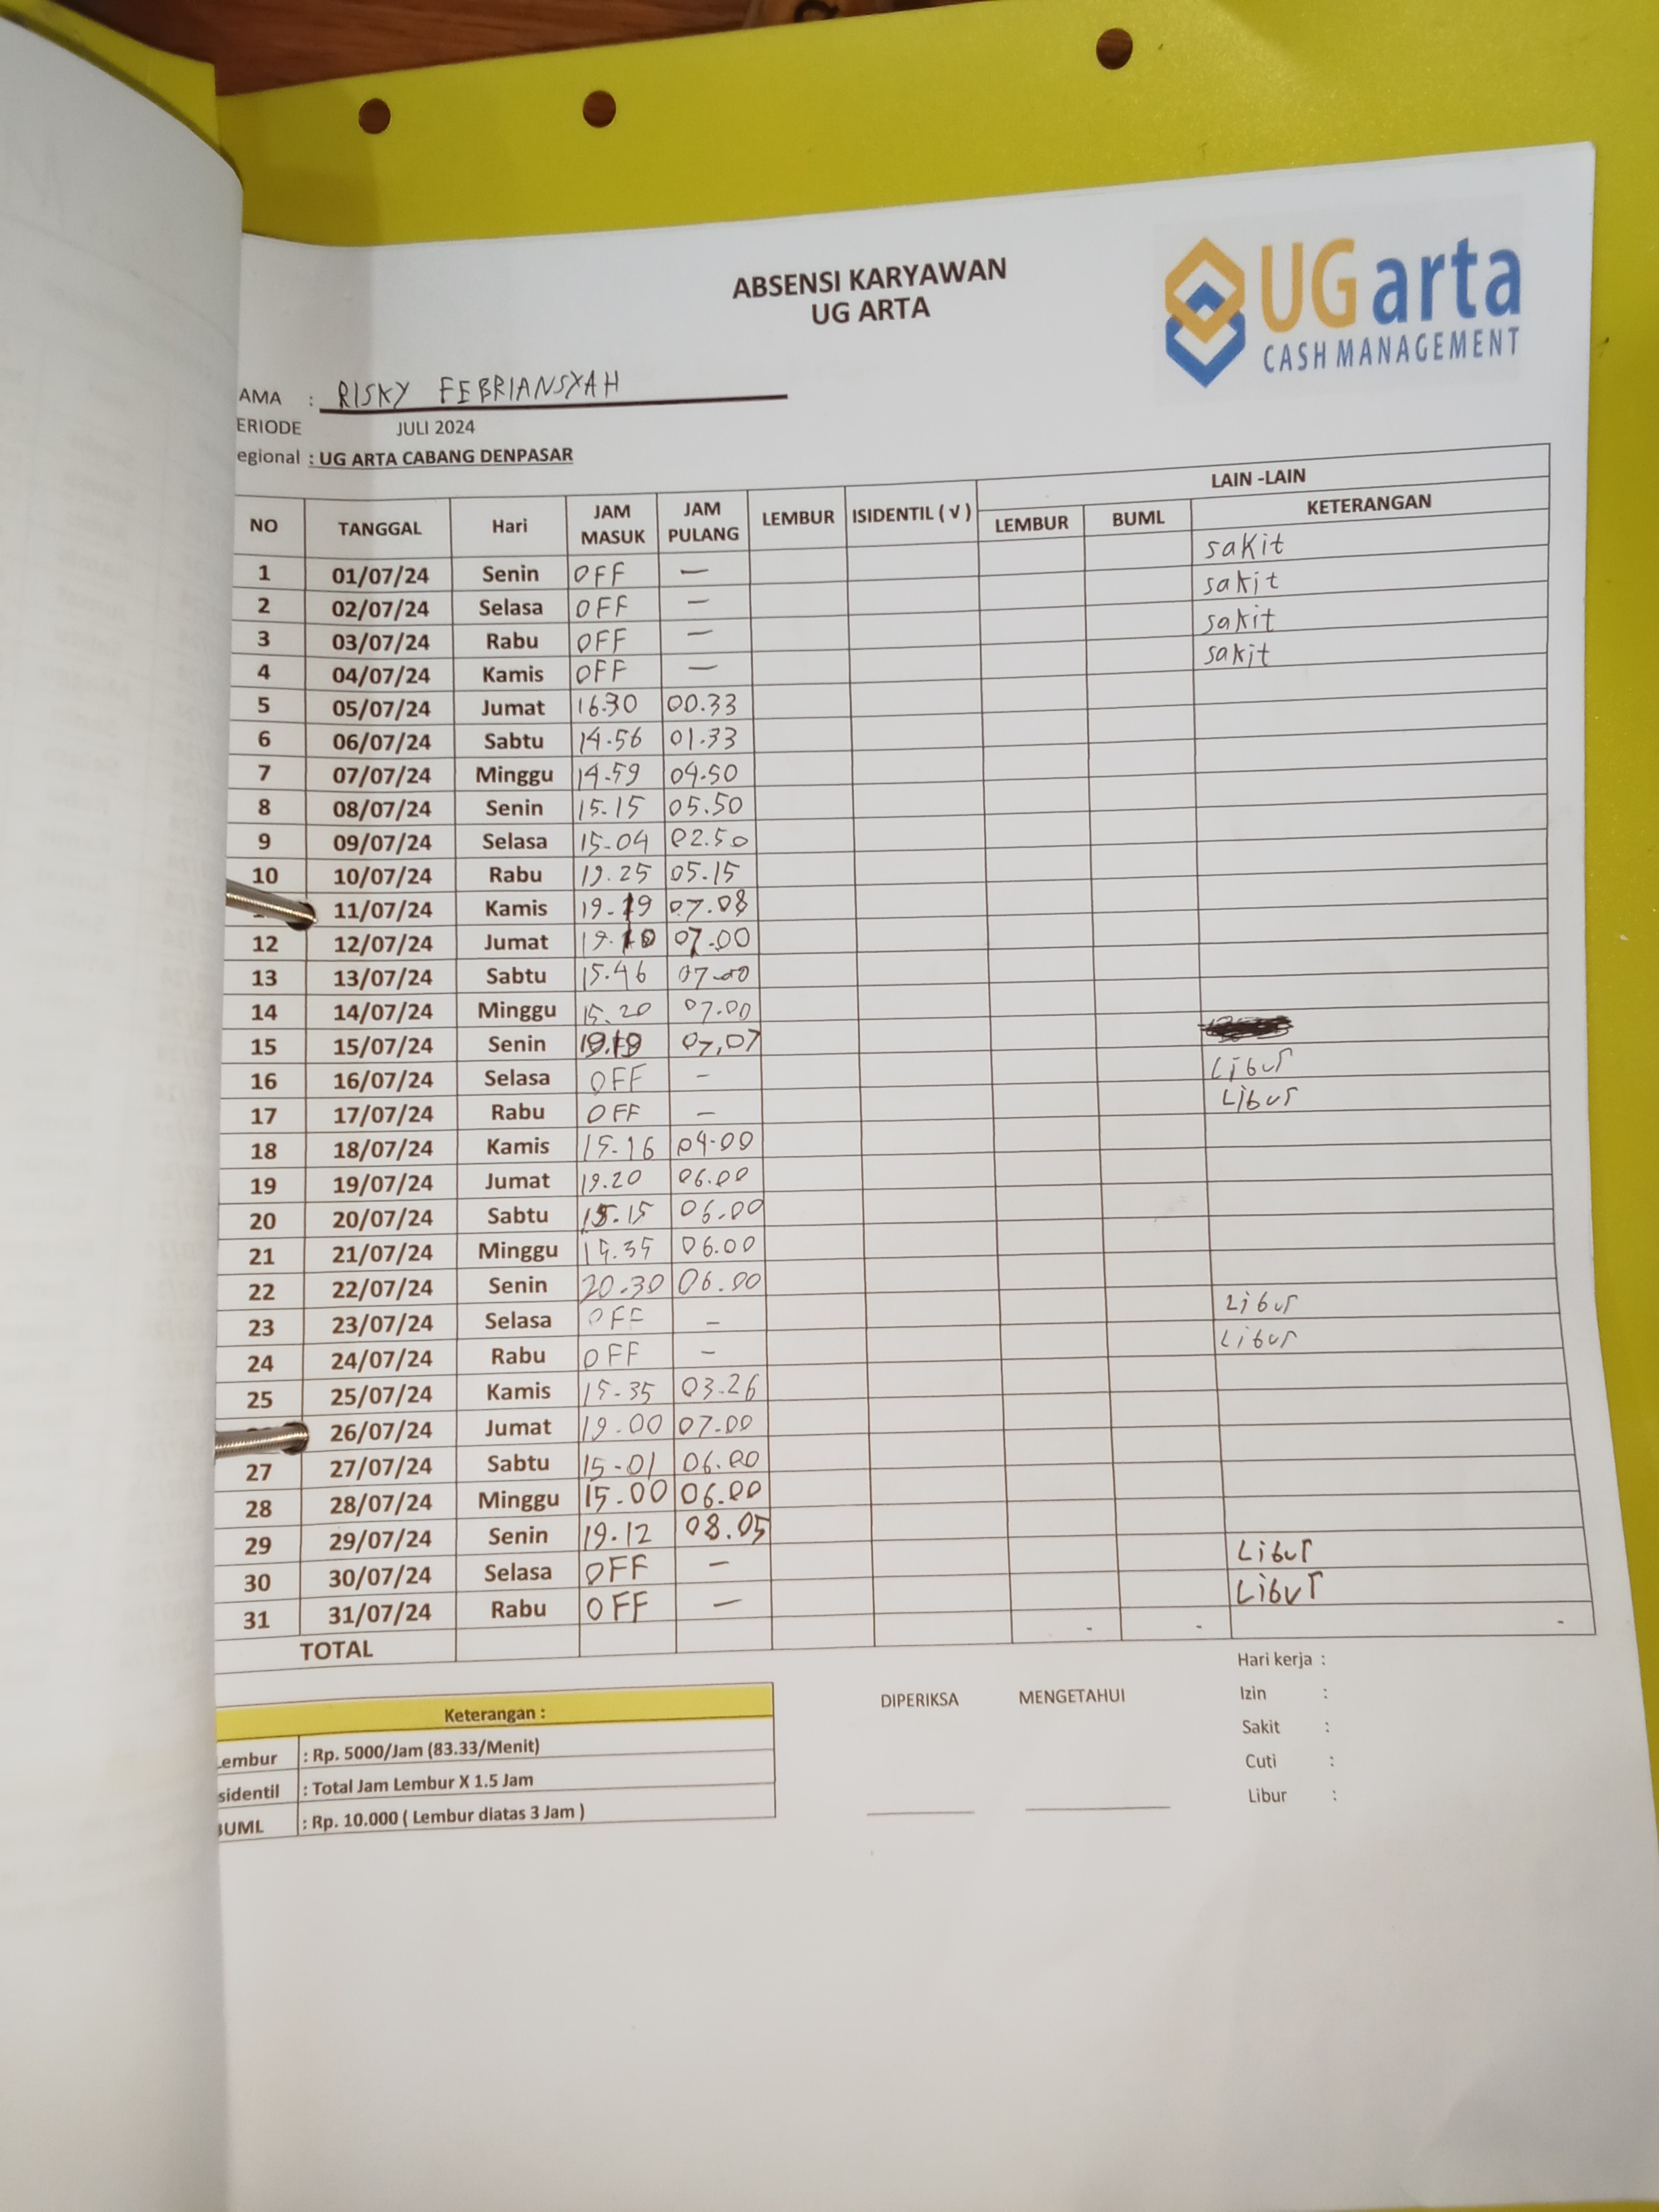 ABSENSI KARYAWAN
UG ARTA
UG arta
CASH MANAGEMENT
AMA : RISKY FEBRIANSYAH
ERIODE JULI 2024
egional : UG ARTA CABANG DENPASAR
NO TANGGAL Hari JAM MASUK JAM PULANG LEMBUR ISIDENTIL ( √ ) LAIN -LAIN
LEMBUR BUML KETERANGAN
1 01/07/24 Senin OFF — sakit
2 02/07/24 Selasa OFF — sakit
3 03/07/24 Rabu OFF — sakit
4 04/07/24 Kamis OFF — sakit
5 05/07/24 Jumat 16.30 00.33
6 06/07/24 Sabtu 14.56 01.33
7 07/07/24 Minggu 14.59 04.50
8 08/07/24 Senin 15.15 05.50
9 09/07/24 Selasa 15.04 02.50
10 10/07/24 Rabu 19.25 05.15
11/07/24 Kamis 19.19 07.08
12 12/07/24 Jumat 19.10 07.00
13 13/07/24 Sabtu 15.46 07.00
14 14/07/24 Minggu 15.20 07.00
15 15/07/24 Senin 19.19 07,07
16 16/07/24 Selasa OFF - Libur
17 17/07/24 Rabu OFF - Libur
18 18/07/24 Kamis 15.16 04.00
19 19/07/24 Jumat 19.20 06.00
20 20/07/24 Sabtu 15.15 06.00
21 21/07/24 Minggu 15.35 06.00
22 22/07/24 Senin 20.30 06.00
23 23/07/24 Selasa OFF - Libur
24 24/07/24 Rabu OFF - Libur
25 25/07/24 Kamis 15.35 03.26
26/07/24 Jumat 19.00 07.00
27 27/07/24 Sabtu 15.01 06.00
28 28/07/24 Minggu 15.00 06.00
29 29/07/24 Senin 19.12 08.05
30 30/07/24 Selasa OFF — Libur
31 31/07/24 Rabu OFF — Libur
TOTAL - - -
Keterangan :
Lembur : Rp. 5000/Jam (83.33/Menit)
sidentil : Total Jam Lembur X 1.5 Jam
BUML : Rp. 10.000 ( Lembur diatas 3 Jam )
DIPERIKSA MENGETAHUI
Hari kerja :
Izin :
Sakit :
Cuti :
Libur :